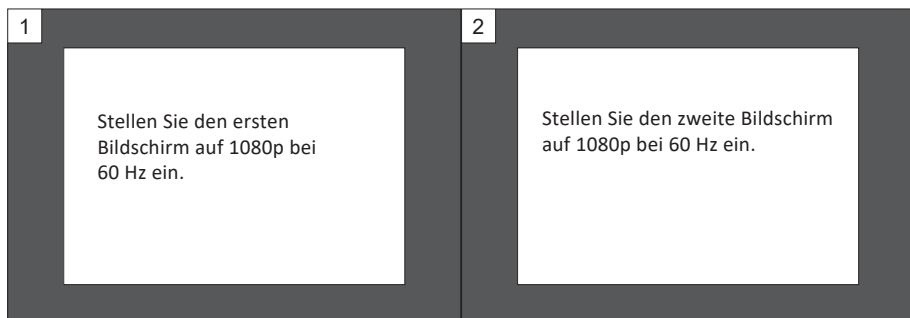 1
Stellen Sie den ersten
Bildschirm auf 1080p bei
60 Hz ein.
2
Stellen Sie den zweite Bildschirm
auf 1080p bei 60 Hz ein.